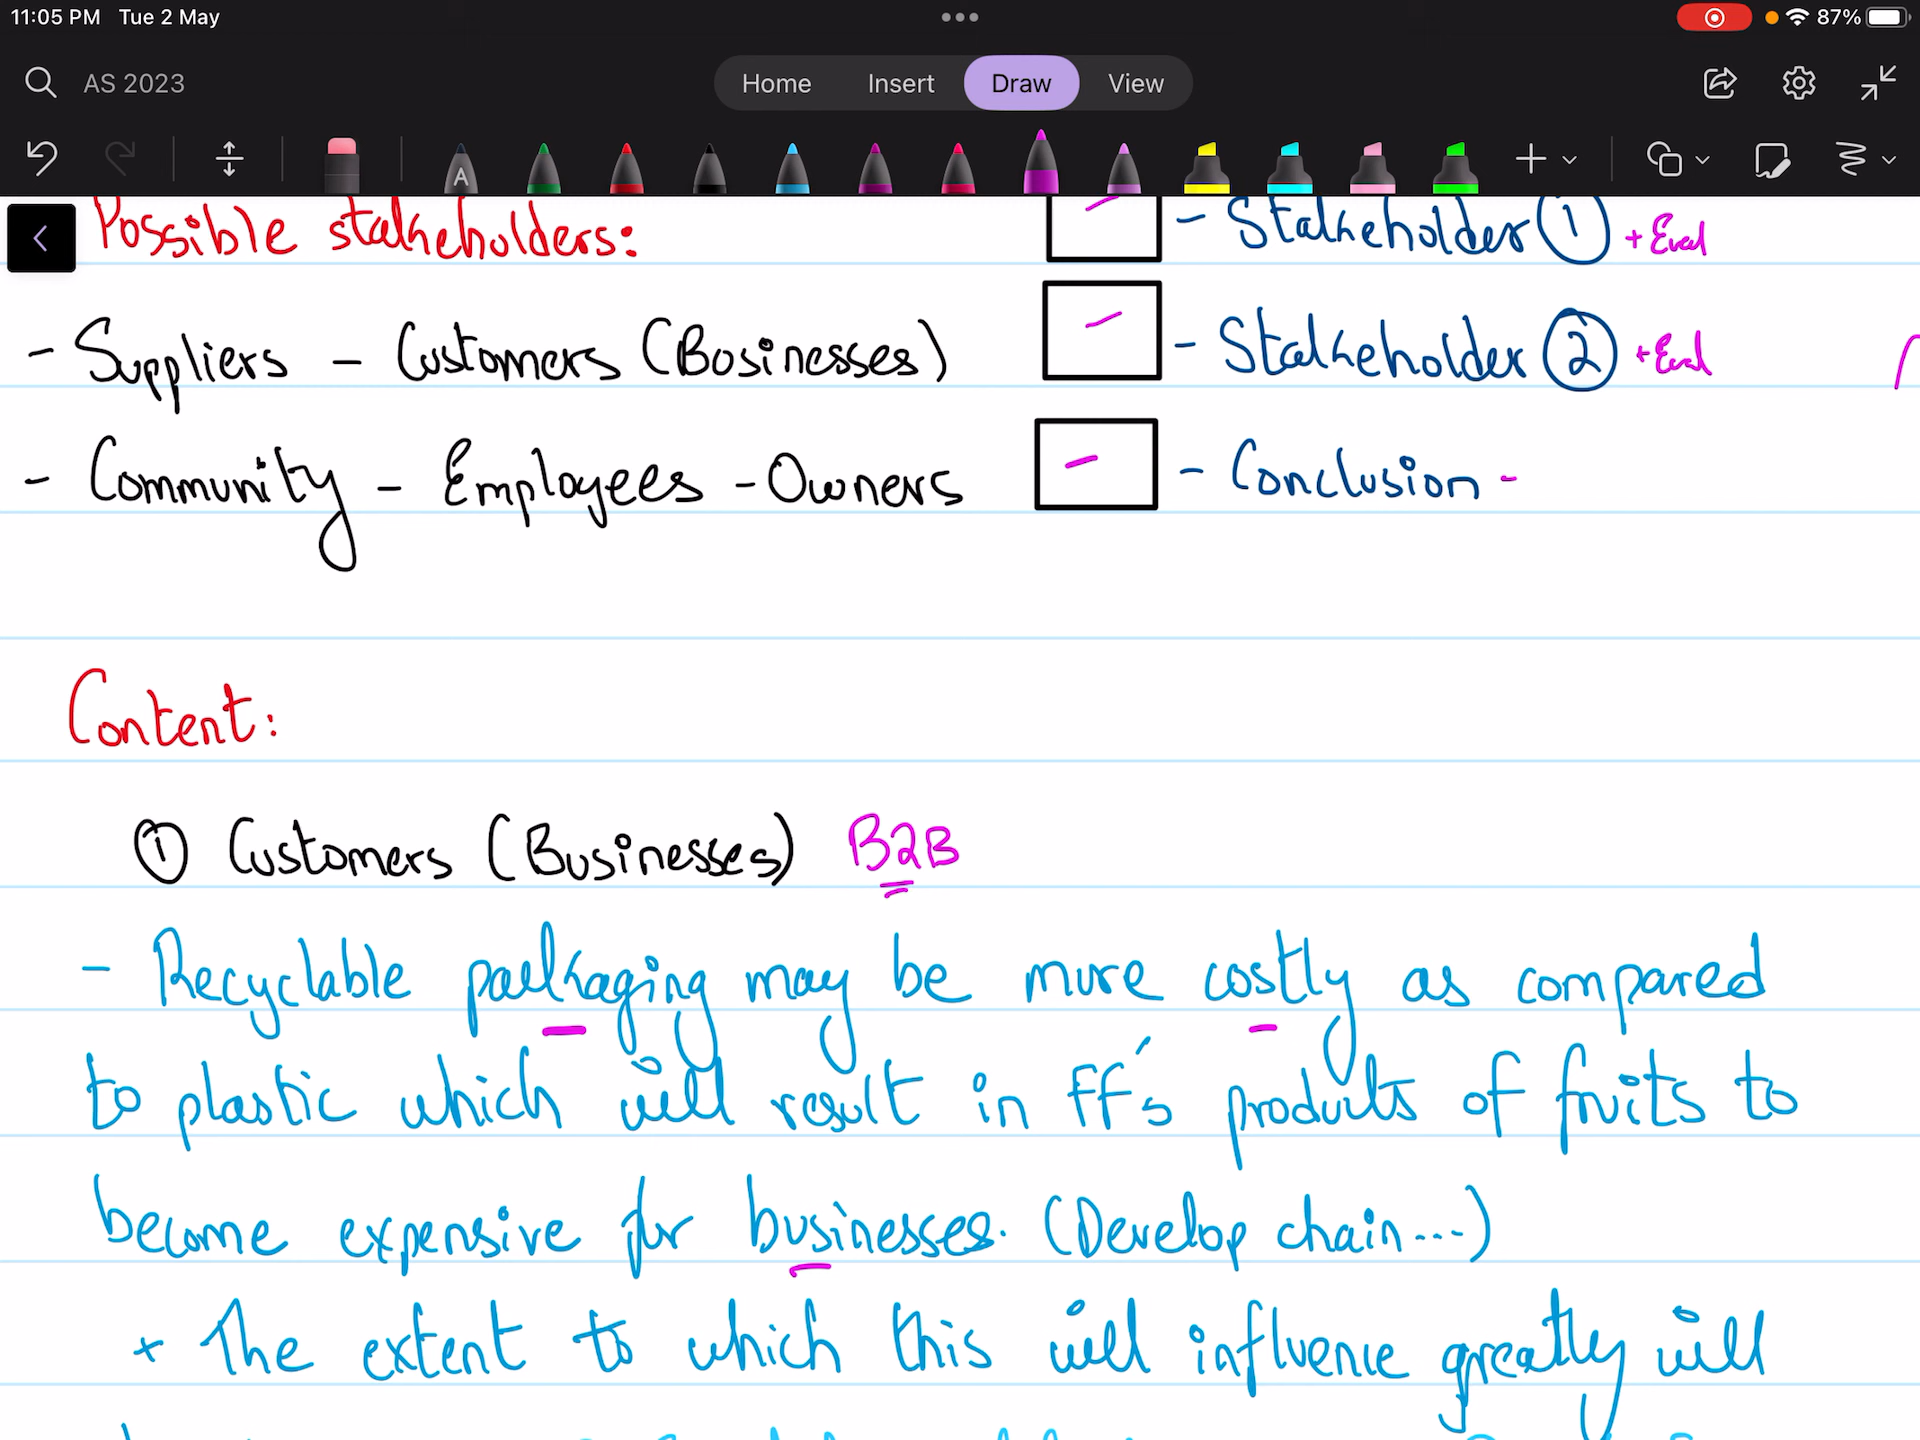 11:05 PM Tue 2 May
87%
AS 2023
Home Insert Draw View
A
Possible stakeholders:
- Stakeholder ① + Eval
- Suppliers - Customers (Businesses)
- Stakeholder ② + Eval
- Community - Employees - Owners
- Conclusion -
Content:
① Customers (Businesses) B2B
- Recyclable packaging may be more costly as compared
to plastic which will result in FF's products of fruits to
become expensive for businesses. (Develop chain...)
+ The extent to which this will influence greatly will